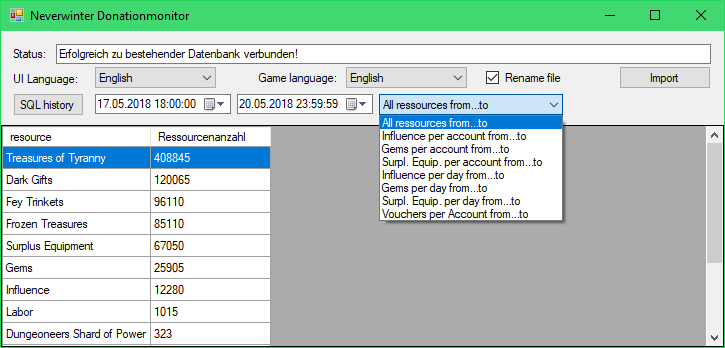 Neverwinter Donationmonitor
Status: Erfolgreich zu bestehender Datenbank verbunden!
UI Language: English Game language: English Rename file Import
SQL history 17.05.2018 18:00:00 20.05.2018 23:59:59 All ressources from...to
All ressources from...to
Influence per account from...to
Gems per account from...to
Surpl. Equip. per account from...to
Influence per day from...to
Gems per day from...to
Surpl. Equip. per day from...to
Vouchers per Account from...to
resource Ressourcenanzahl
Treasures of Tyranny 408845
Dark Gifts 120065
Fey Trinkets 96110
Frozen Treasures 85110
Surplus Equipment 67050
Gems 25905
Influence 12280
Labor 1015
Dungeoneers Shard of Power 323